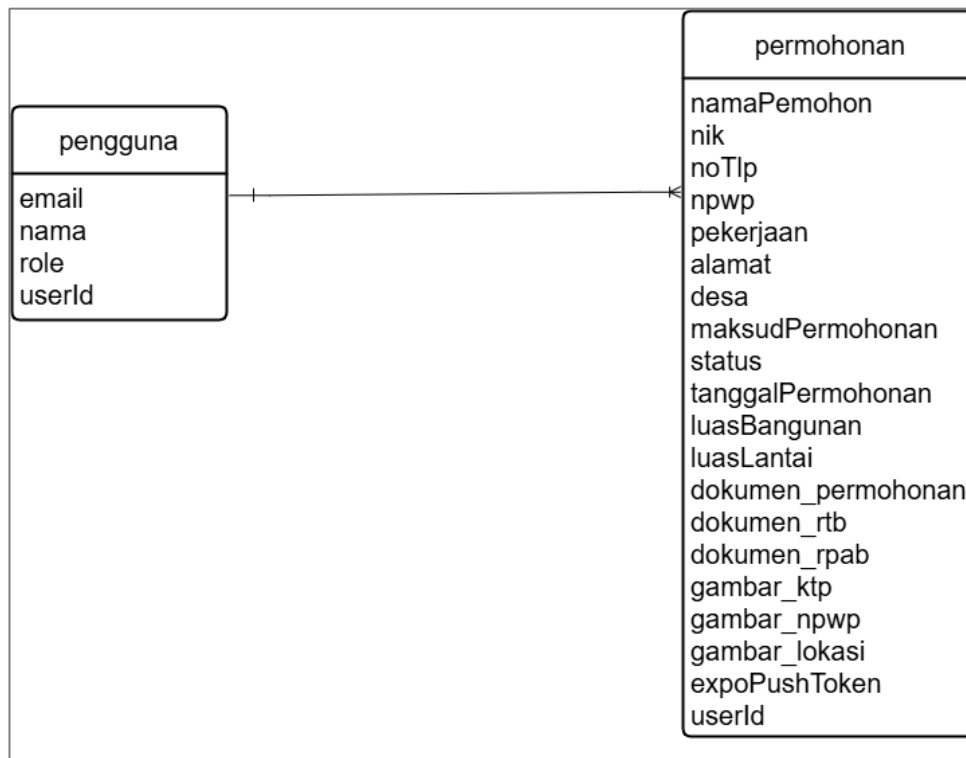 pengguna
email
nama
role
userId
permohonan
namaPemohon
nik
noTlp
npwp
pekerjaan
alamat
desa
maksudPermohonan
status
tanggalPermohonan
luasBangunan
luasLantai
dokumen_permohonan
dokumen_rtb
dokumen_rpab
gambar_ktp
gambar_npwp
gambar_lokasi
expoPushToken
userId